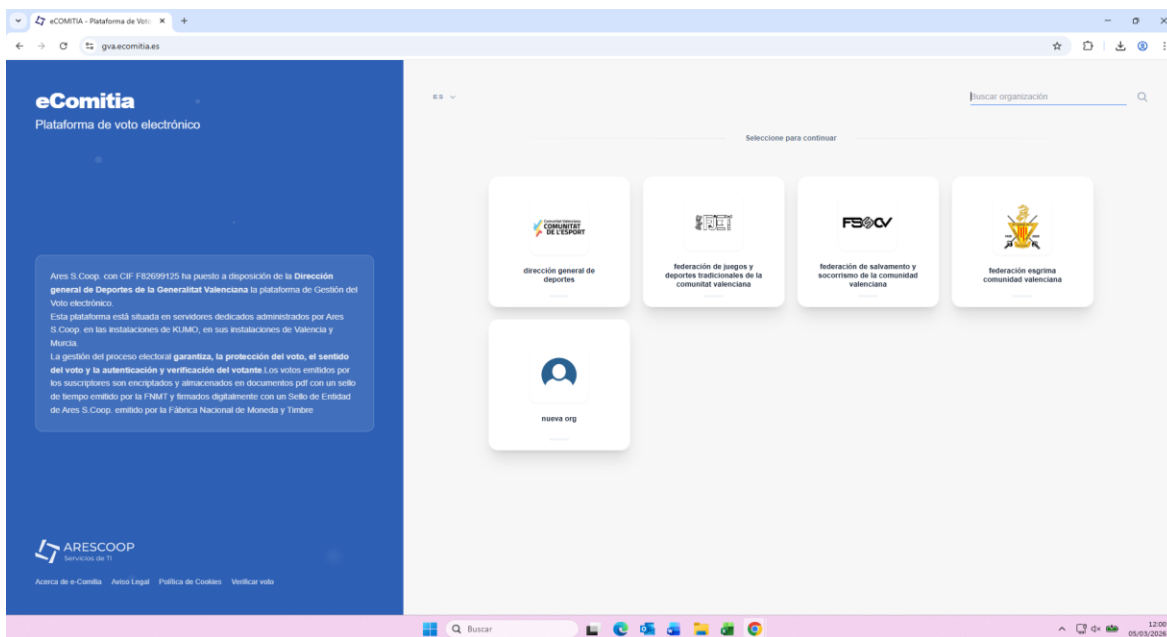 eCOMITIA - Plataforma de Voto
gva.ecomitia.es
eComitia
Plataforma de voto electrónico
Ares S.Coop. con CIF F82699125 ha puesto a disposición de la Dirección
general de Deportes de la Generalitat Valenciana la plataforma de Gestión del
Voto electrónico.
Esta plataforma está situada en servidores dedicados administrados por Ares
S.Coop. en las instalaciones de KUMO, en sus instalaciones de Valencia y
Murcia.
La gestión del proceso electoral garantiza, la protección del voto, el sentido
del voto y la autenticación y verificación del votante.Los votos emitidos por
los suscriptores son encriptados y almacenados en documentos pdf con un sello
de tiempo emitido por la FNMT y firmados digitalmente con un Sello de Entidad
de Ares S.Coop. emitido por la Fábrica Nacional de Moneda y Timbre
ARESCOOP
Servicios de TI
Acerca de e-Comitia Aviso Legal Política de Cookies Verificar voto
ES
Buscar organización
Seleccione para continuar
COMUNITAT
DE L'ESPORT
dirección general de
deportes
federación de juegos y
deportes tradicionales de la
comunitat valenciana
FSSCV
federación de salvamento y
socorrismo de la comunidad
valenciana
federación esgrima
comunidad valenciana
nueva org
Buscar
12:00